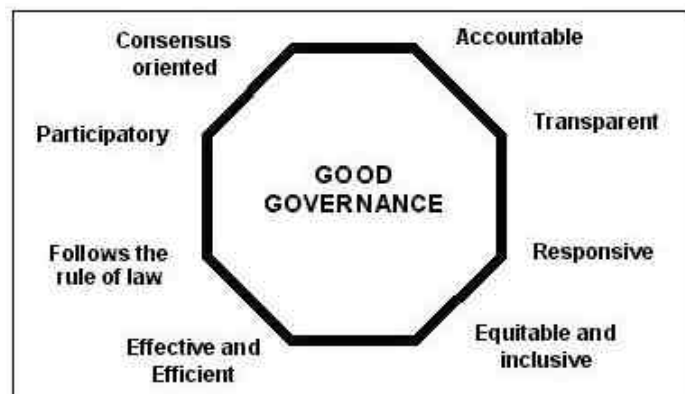 Consensus
oriented
Accountable
Participatory
Transparent
GOOD
GOVERNANCE
Follows the
rule of law
Responsive
Effective and
Efficient
Equitable and
inclusive